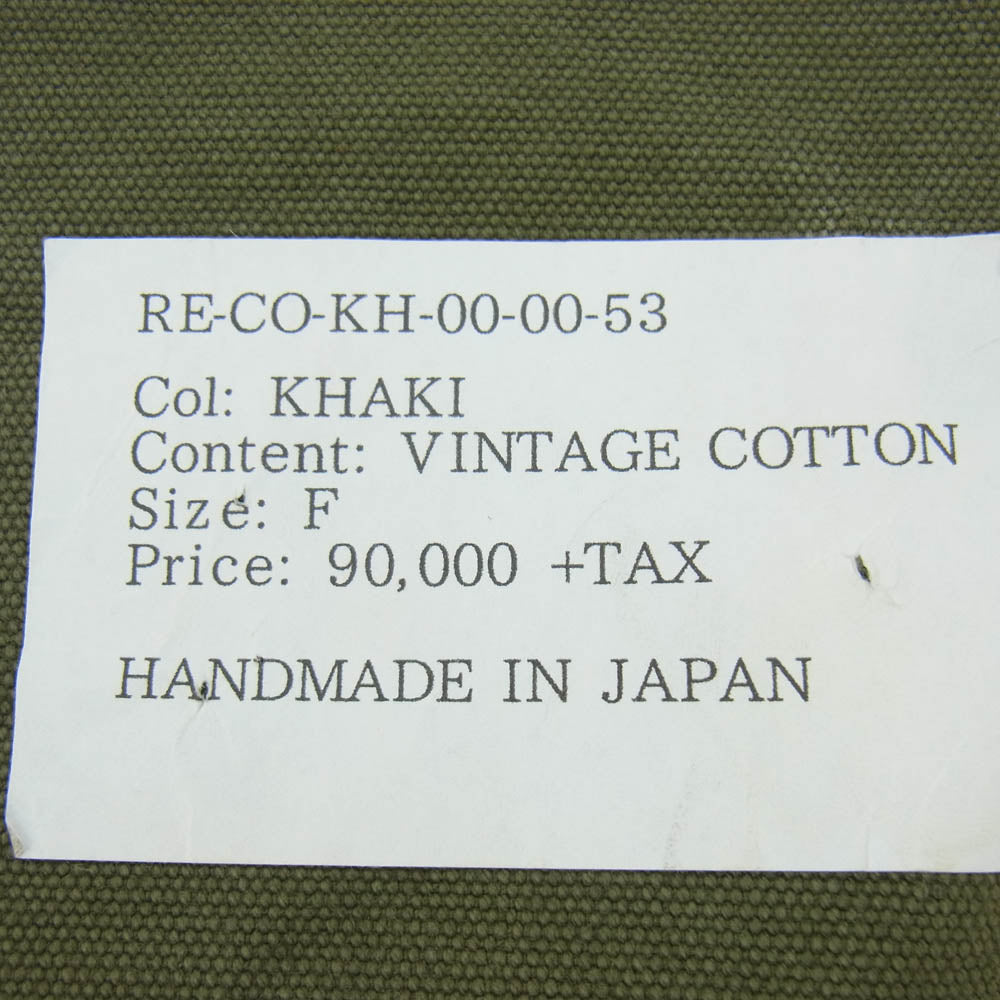 RE-CO-KH-00-00-53
Col: KHAKI
Content: VINTAGE COTTON
Size: F
Price: 90,000 +TAX
HANDMADE IN JAPAN